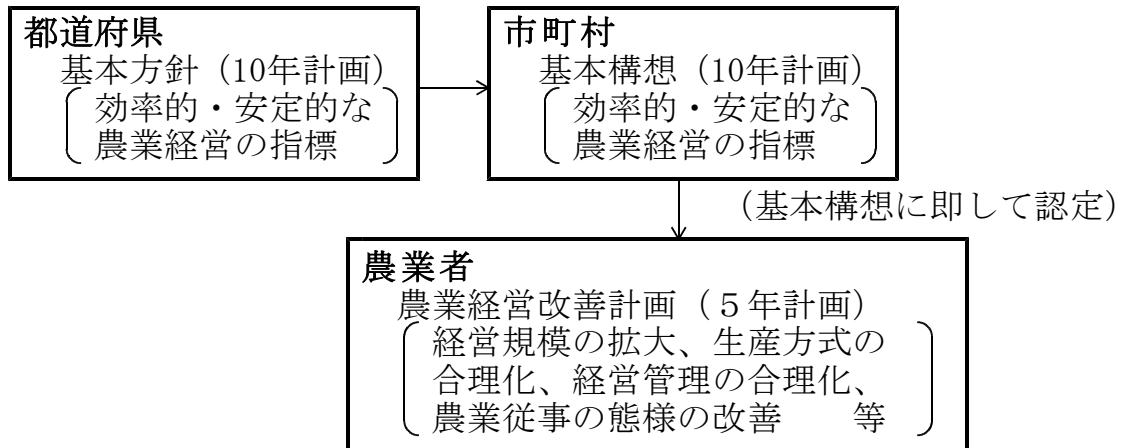 都道府県
基本方針（10年計画）
効率的・安定的な
農業経営の指標
市町村
基本構想（10年計画）
効率的・安定的な
農業経営の指標
（基本構想に即して認定）
農業者
農業経営改善計画（５年計画）
経営規模の拡大、生産方式の
合理化、経営管理の合理化、
農業従事の態様の改善　　等